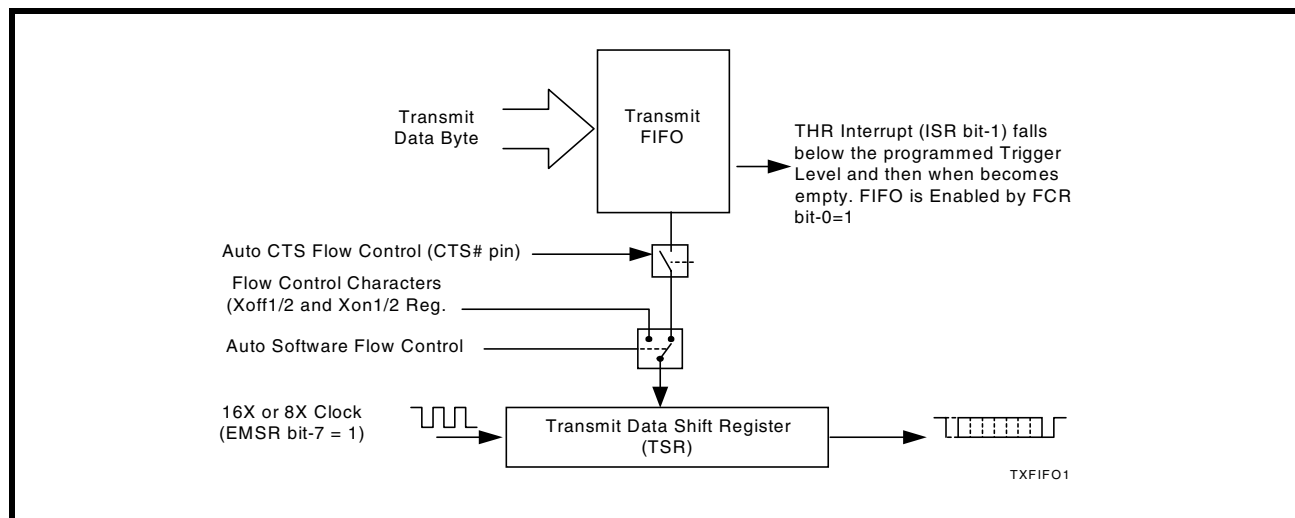 Transmit
Data Byte
Transmit
FIFO
THR Interrupt (ISR bit-1) falls
below the programmed Trigger
Level and then when becomes
empty. FIFO is Enabled by FCR
bit-0=1
Auto CTS Flow Control (CTS# pin)
Flow Control Characters
(Xoff1/2 and Xon1/2 Reg.
Auto Software Flow Control
16X or 8X Clock
(EMSR bit-7 = 1)
Transmit Data Shift Register
(TSR)
TXFIFO1